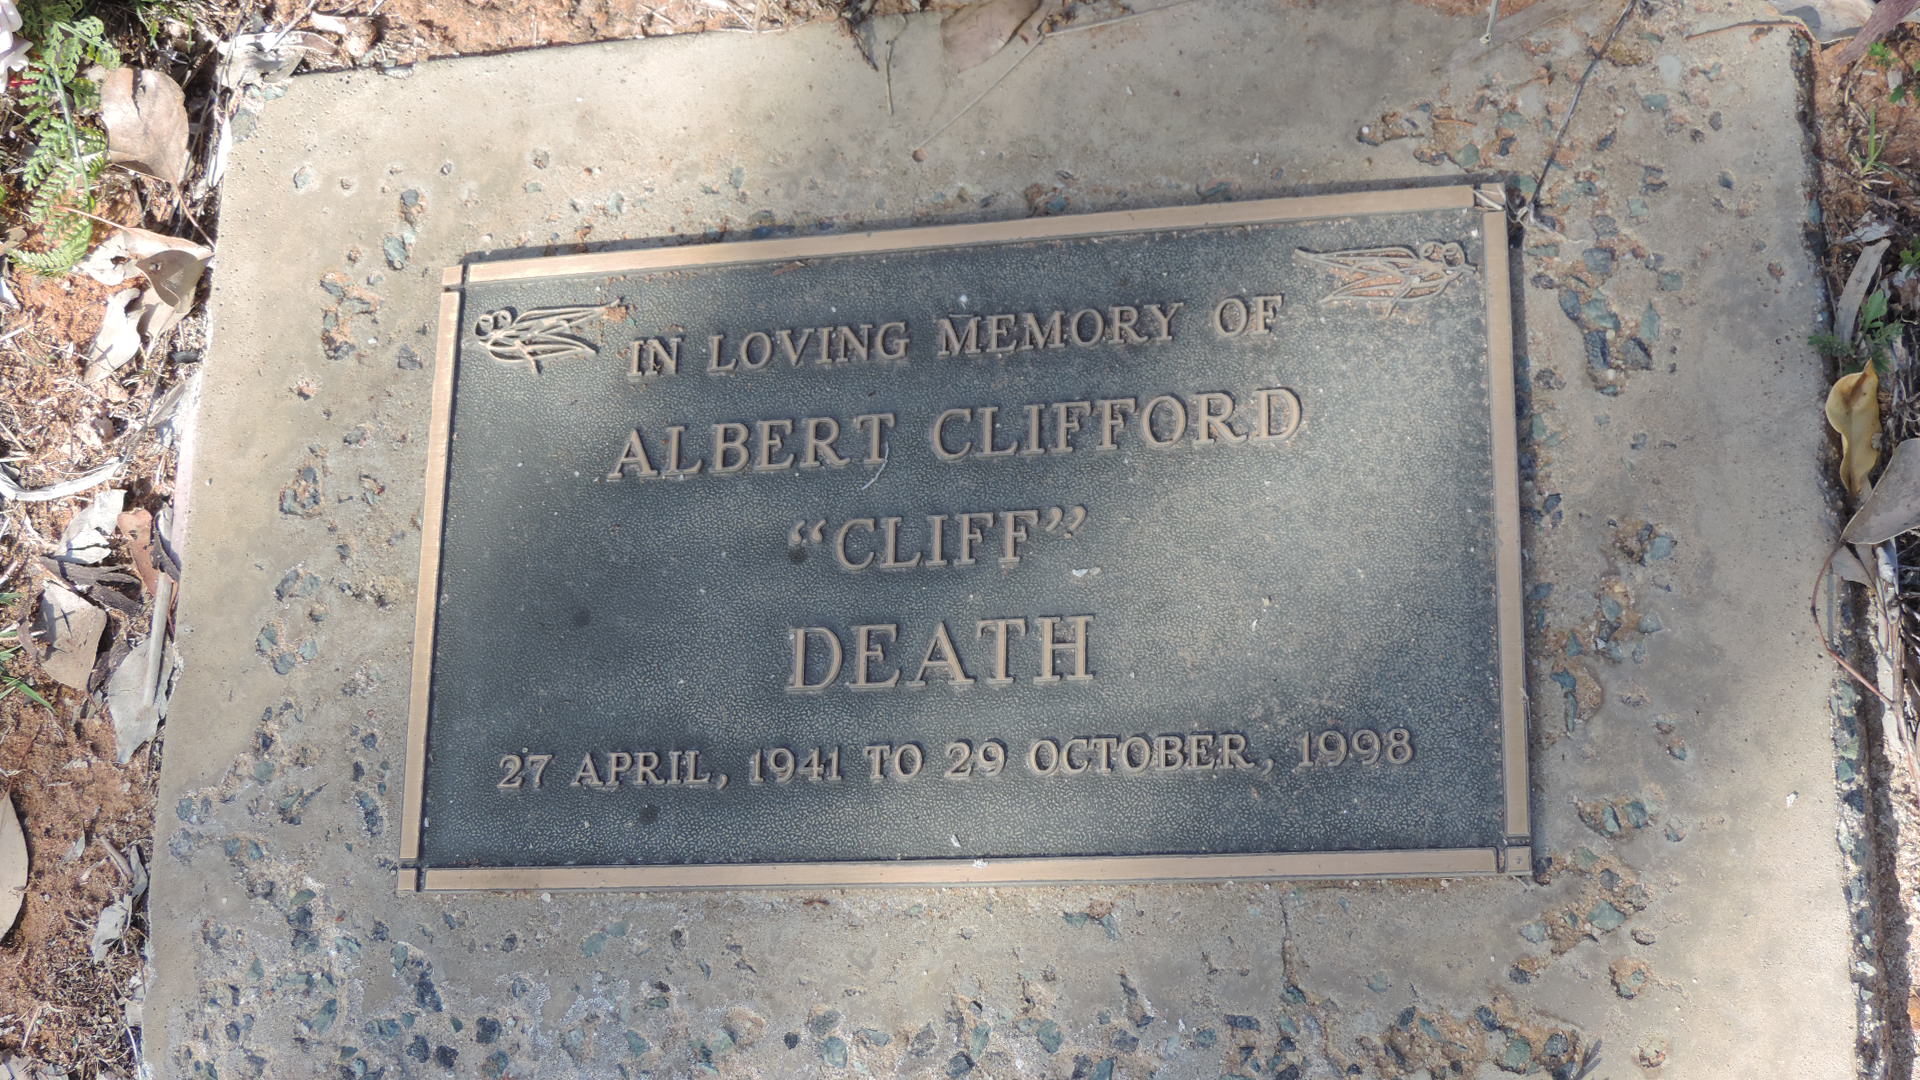 IN LOVING MEMORY OF
ALBERT CLIFFORD
“CLIFF”
DEATH
27 APRIL, 1941 TO 29 OCTOBER, 1998